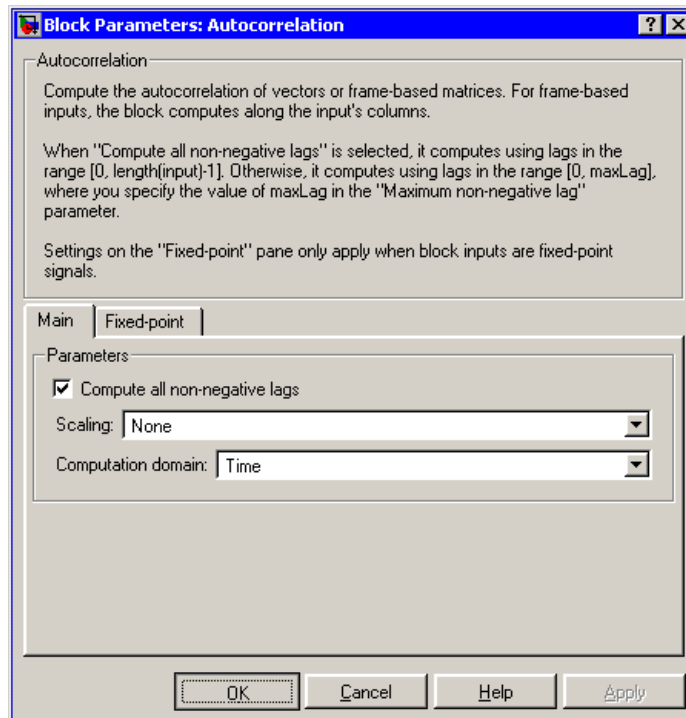 Block Parameters: Autocorrelation
Autocorrelation
Compute the autocorrelation of vectors or frame-based matrices. For frame-based
inputs, the block computes along the input's columns.
When "Compute all non-negative lags" is selected, it computes using lags in the
range [0, length(input)-1]. Otherwise, it computes using lags in the range [0, maxLag],
where you specify the value of maxLag in the "Maximum non-negative lag"
parameter.
Settings on the "Fixed-point" pane only apply when block inputs are fixed-point
signals.
Main Fixed-point
Parameters
Compute all non-negative lags
Scaling: None
Computation domain: Time
OK Cancel Help Apply